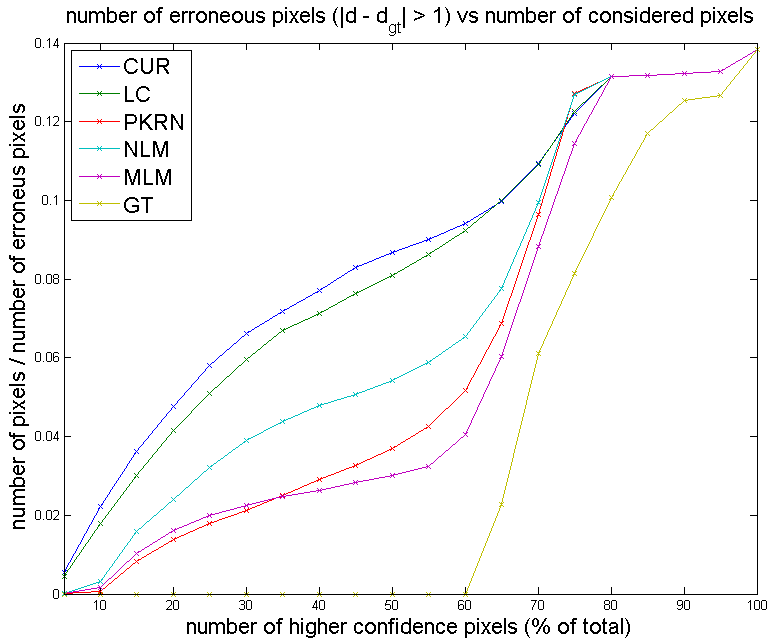 number of erroneous pixels (|d - d_gt| > 1) vs number of considered pixels
0.14
0.12
0.1
0.08
0.06
0.04
0.02
0
number of pixels / number of erroneus pixels
CUR
LC
PKRN
NLM
MLM
GT
10 20 30 40 50 60 70 80 90 100
number of higher confidence pixels (% of total)